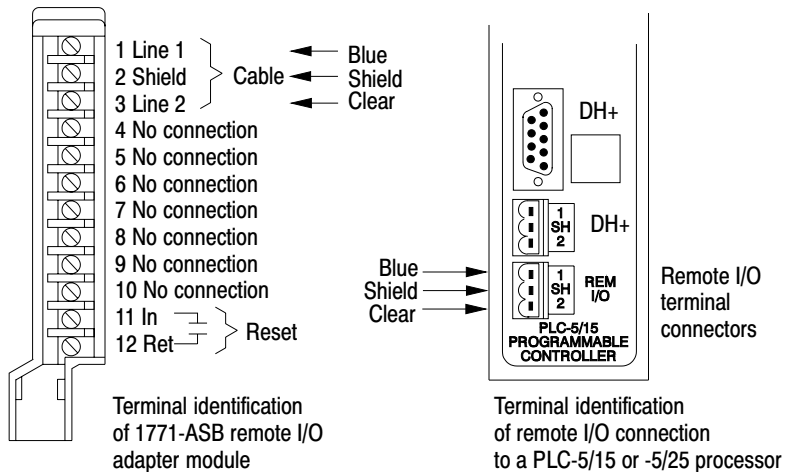 1 Line 1
2 Shield
3 Line 2
Cable
Blue
Shield
Clear
4 No connection
5 No connection
6 No connection
7 No connection
8 No connection
9 No connection
10 No connection
11 In
12 Ret
Reset
Terminal identification
of 1771-ASB remote I/O
adapter module
DH+
1
SH
2
DH+
Blue
Shield
Clear
1
SH
2
REM
I/O
PLC-5/15
PROGRAMMABLE
CONTROLLER
Remote I/O
terminal
connectors
Terminal identification
of remote I/O connection
to a PLC-5/15 or -5/25 processor